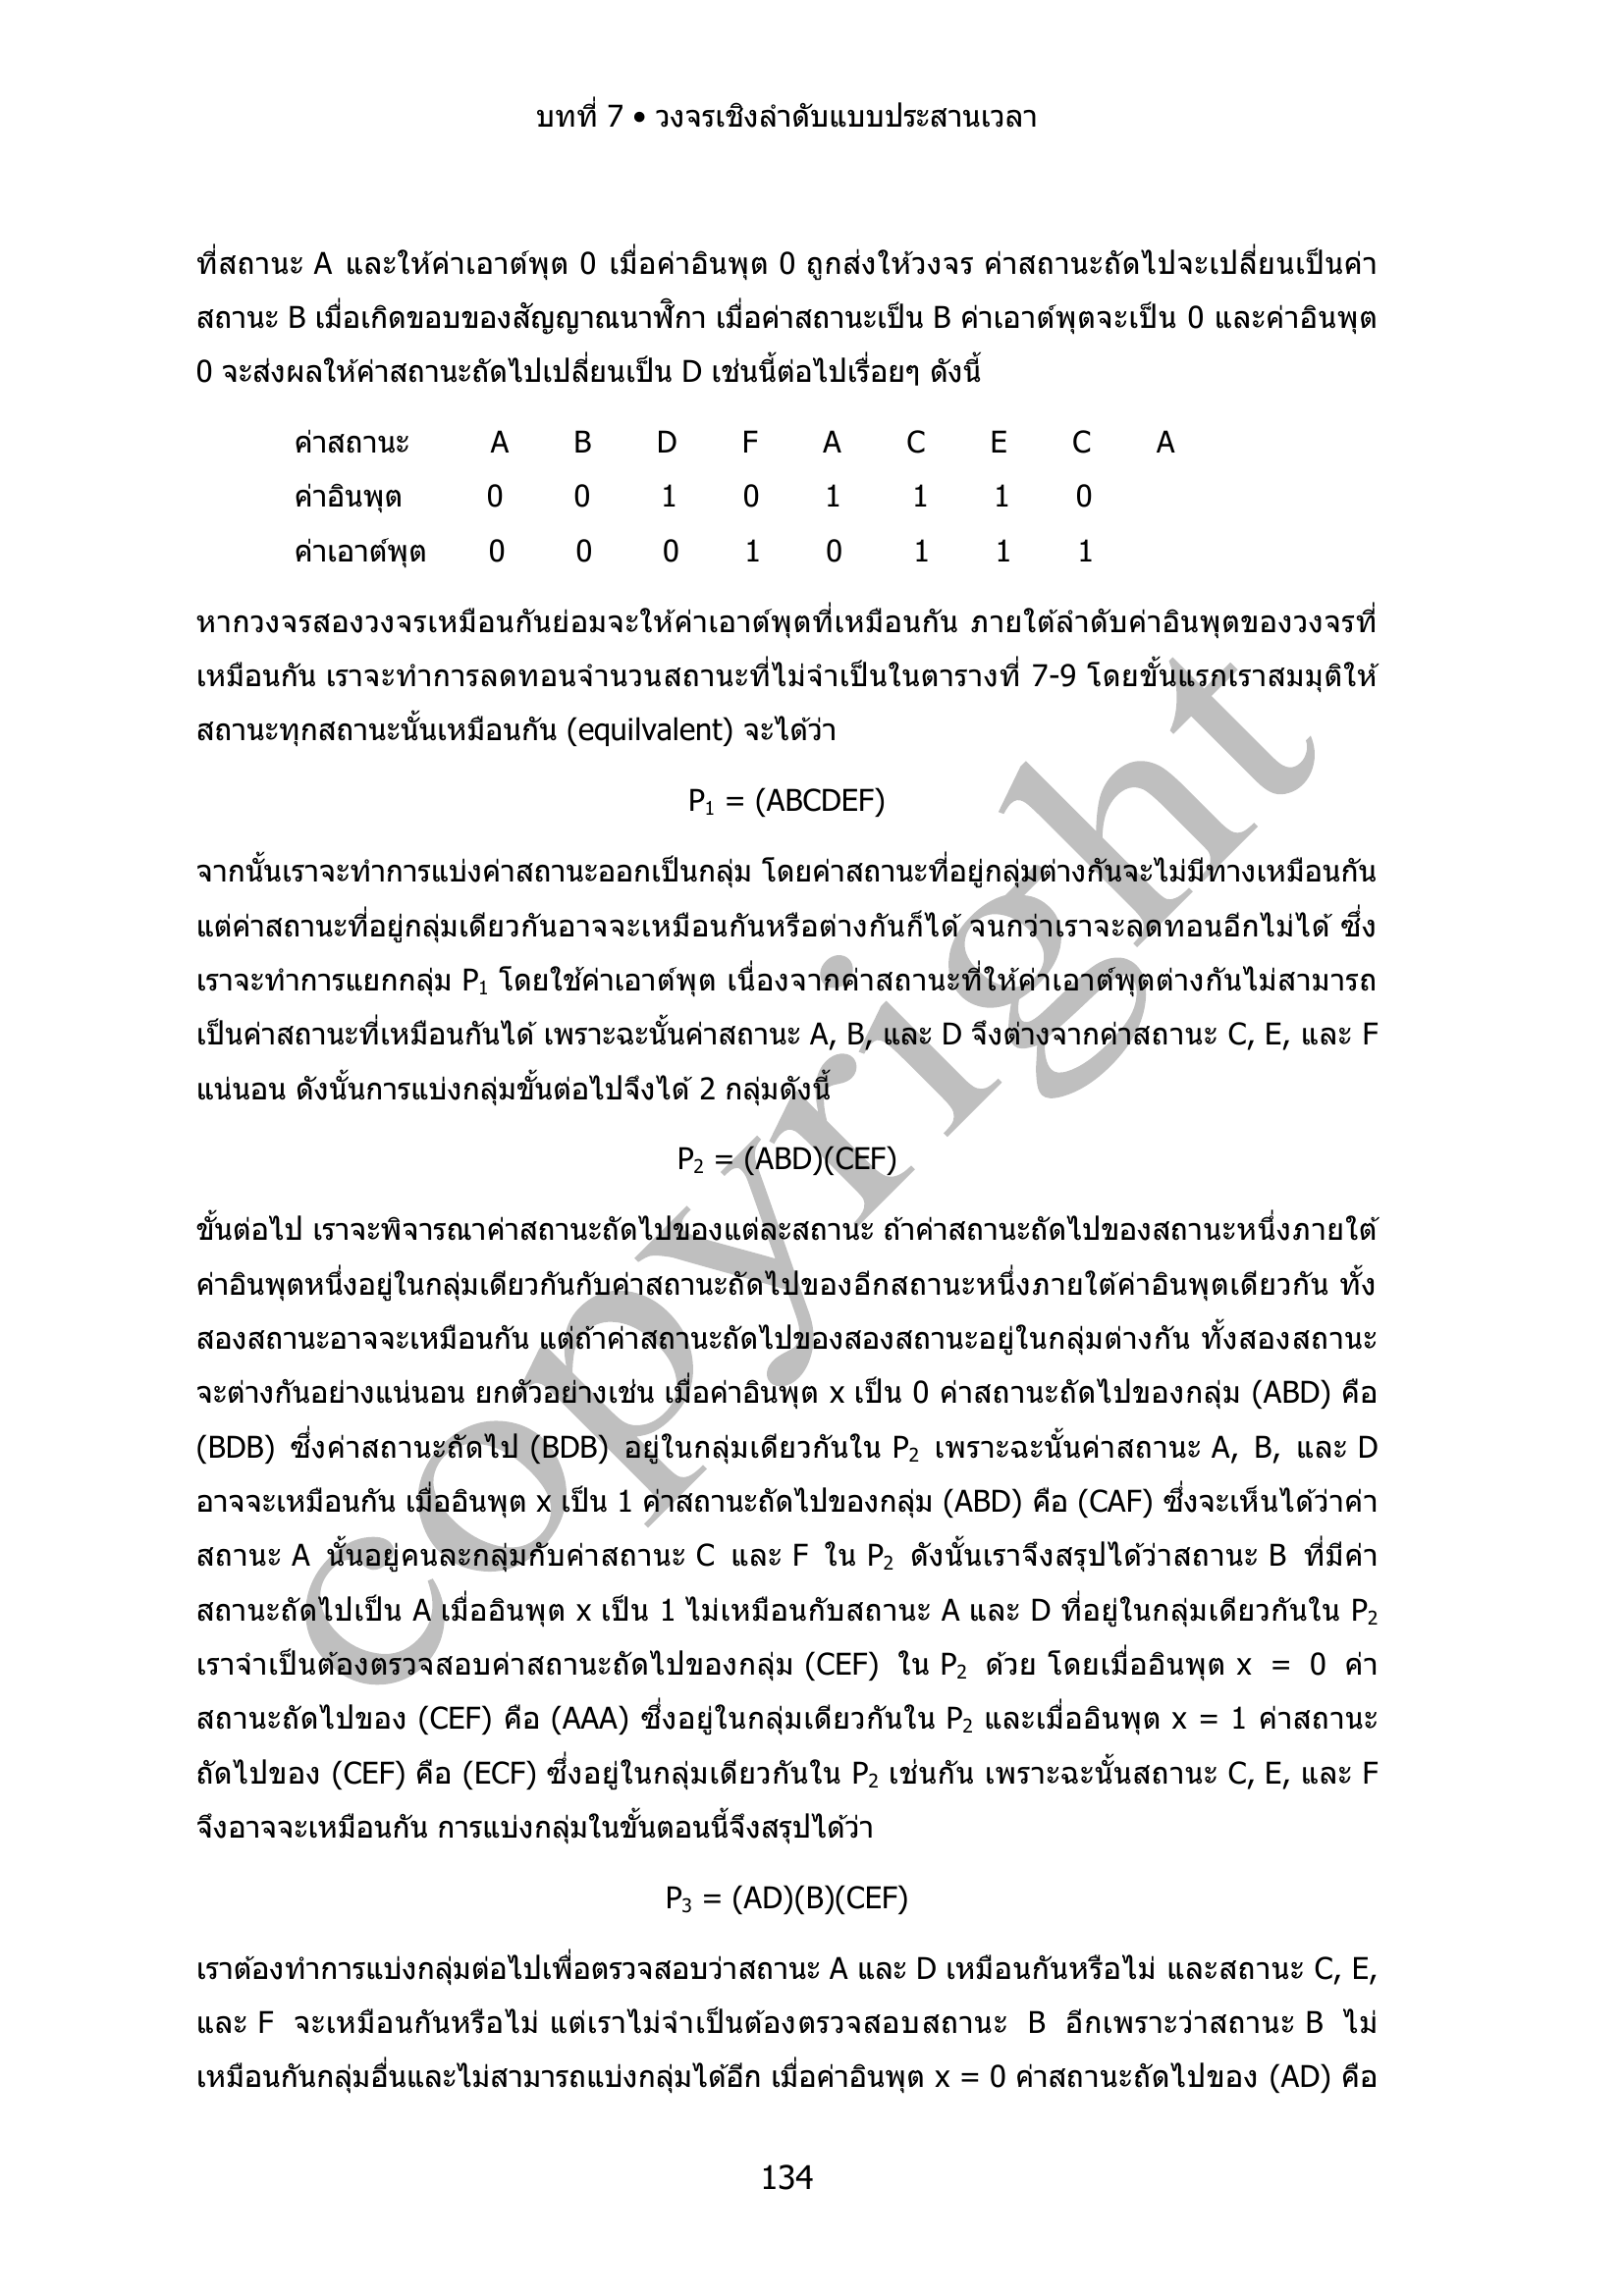 บทที่ 7 • วงจรเชิงลำดับแบบประสานเวลา
ที่สถานะ A และให้ค่าเอาต์พุต 0 เมื่อค่าอินพุต 0 ถูกส่งให้วงจร ค่าสถานะถัดไปจะเปลี่ยนเป็นค่า
สถานะ B เมื่อเกิดขอบของสัญญาณนาฬิกา เมื่อค่าสถานะเป็น B ค่าเอาต์พุตจะเป็น 0 และค่าอินพุต
0 จะส่งผลให้ค่าสถานะถัดไปเปลี่ยนเป็น D เช่นนี้ต่อไปเรื่อยๆ ดังนี้
ค่าสถานะ A B D F A C E C A
ค่าอินพุต 0 0 1 0 1 1 1 0
ค่าเอาต์พุต 0 0 0 1 0 1 1 1
หากวงจรสองวงจรเหมือนกันย่อมจะให้ค่าเอาต์พุตที่เหมือนกัน ภายใต้ลำดับค่าอินพุตของวงจรที่
เหมือนกัน เราจะทำการลดทอนจำนวนสถานะที่ไม่จำเป็นในตารางที่ 7-9 โดยขั้นแรกเราสมมุติให้
สถานะทุกสถานะนั้นเหมือนกัน (equilvalent) จะได้ว่า
P₁ = (ABCDEF)
จากนั้นเราจะทำการแบ่งค่าสถานะออกเป็นกลุ่ม โดยค่าสถานะที่อยู่กลุ่มต่างกันจะไม่มีทางเหมือนกัน
แต่ค่าสถานะที่อยู่กลุ่มเดียวกันอาจจะเหมือนกันหรือต่างกันก็ได้ จนกว่าเราจะลดทอนอีกไม่ได้ ซึ่ง
เราจะทำการแยกกลุ่ม P₁ โดยใช้ค่าเอาต์พุต เนื่องจากค่าสถานะที่ให้ค่าเอาต์พุตต่างกันไม่สามารถ
เป็นค่าสถานะที่เหมือนกันได้ เพราะฉะนั้นค่าสถานะ A, B, และ D จึงต่างจากค่าสถานะ C, E, และ F
แน่นอน ดังนั้นการแบ่งกลุ่มขั้นต่อไปจึงได้ 2 กลุ่มดังนี้
P₂ = (ABD)(CEF)
ขั้นต่อไป เราจะพิจารณาค่าสถานะถัดไปของแต่ละสถานะ ถ้าค่าสถานะถัดไปของสถานะหนึ่งภายใต้
ค่าอินพุตหนึ่งอยู่ในกลุ่มเดียวกันกับค่าสถานะถัดไปของอีกสถานะหนึ่งภายใต้ค่าอินพุตเดียวกัน ทั้ง
สองสถานะอาจจะเหมือนกัน แต่ถ้าค่าสถานะถัดไปของสองสถานะอยู่ในกลุ่มต่างกัน ทั้งสองสถานะ
จะต่างกันอย่างแน่นอน ยกตัวอย่างเช่น เมื่อค่าอินพุต x เป็น 0 ค่าสถานะถัดไปของกลุ่ม (ABD) คือ
(BDB) ซึ่งค่าสถานะถัดไป (BDB) อยู่ในกลุ่มเดียวกันใน P₂ เพราะฉะนั้นค่าสถานะ A, B, และ D
อาจจะเหมือนกัน เมื่ออินพุต x เป็น 1 ค่าสถานะถัดไปของกลุ่ม (ABD) คือ (CAF) ซึ่งจะเห็นได้ว่าค่า
สถานะ A นั้นอยู่คนละกลุ่มกับค่าสถานะ C และ F ใน P₂ ดังนั้นเราจึงสรุปได้ว่าสถานะ B ที่มีค่า
สถานะถัดไปเป็น A เมื่ออินพุต x เป็น 1 ไม่เหมือนกับสถานะ A และ D ที่อยู่ในกลุ่มเดียวกันใน P₂
เราจำเป็นต้องตรวจสอบค่าสถานะถัดไปของกลุ่ม (CEF) ใน P₂ ด้วย โดยเมื่ออินพุต x = 0 ค่า
สถานะถัดไปของ (CEF) คือ (AAA) ซึ่งอยู่ในกลุ่มเดียวกันใน P₂ และเมื่ออินพุต x = 1 ค่าสถานะ
ถัดไปของ (CEF) คือ (ECF) ซึ่งอยู่ในกลุ่มเดียวกันใน P₂ เช่นกัน เพราะฉะนั้นสถานะ C, E, และ F
จึงอาจจะเหมือนกัน การแบ่งกลุ่มในขั้นตอนนี้จึงสรุปได้ว่า
P₃ = (AD)(B)(CEF)
เราต้องทำการแบ่งกลุ่มต่อไปเพื่อตรวจสอบว่าสถานะ A และ D เหมือนกันหรือไม่ และสถานะ C, E,
และ F จะเหมือนกันหรือไม่ แต่เราไม่จำเป็นต้องตรวจสอบสถานะ B อีกเพราะว่าสถานะ B ไม่
เหมือนกันกลุ่มอื่นและไม่สามารถแบ่งกลุ่มได้อีก เมื่อค่าอินพุต x = 0 ค่าสถานะถัดไปของ (AD) คือ
134
copyright